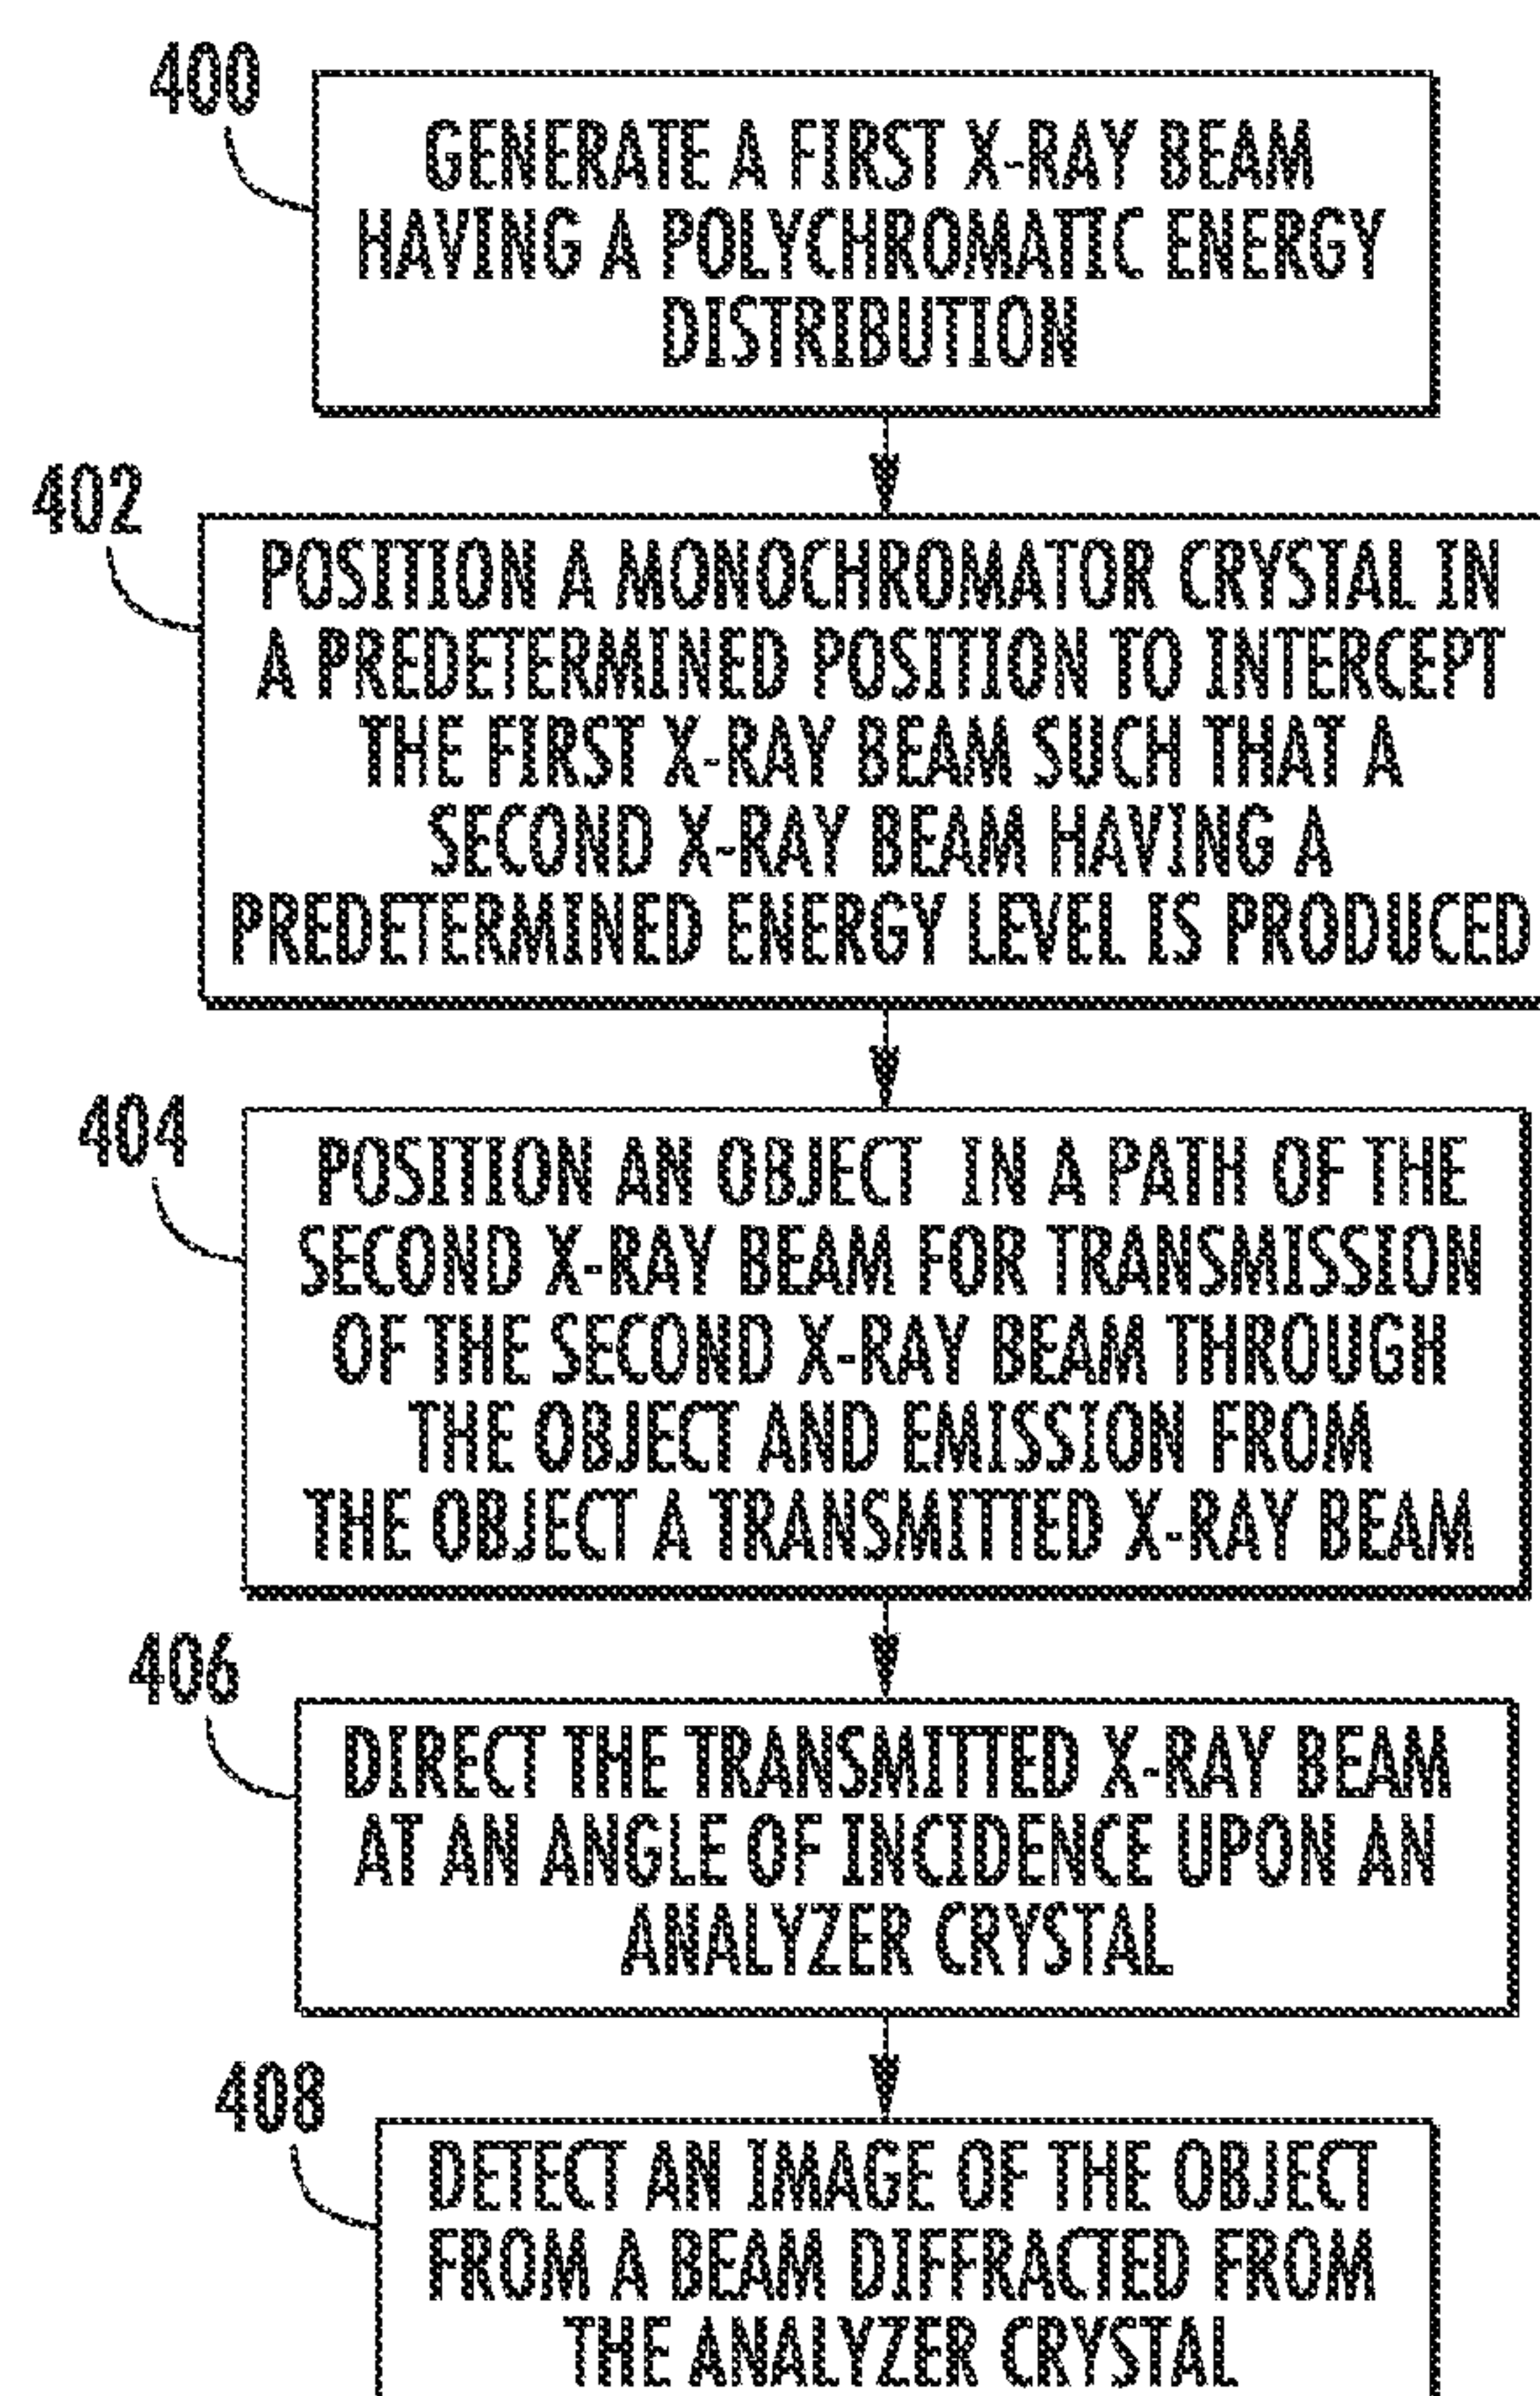 400
GENERATE A FIRST X-RAY BEAM
HAVING A POLYCHROMATIC ENERGY
DISTRIBUTION
402
POSITION A MONOCHROMATOR CRYSTAL IN
A PREDETERMINED POSITION TO INTERCEPT
THE FIRST X-RAY BEAM SUCH THAT A
SECOND X-RAY BEAM HAVING A
PREDETERMINED ENERGY LEVEL IS PRODUCED
404
POSITION AN OBJECT IN A PATH OF THE
SECOND X-RAY BEAM FOR TRANSMISSION
OF THE SECOND X-RAY BEAM THROUGH
THE OBJECT AND EMISSION FROM
THE OBJECT A TRANSMITTED X-RAY BEAM
406
DIRECT THE TRANSMITTED X-RAY BEAM
AT AN ANGLE OF INCIDENCE UPON AN
ANALYZER CRYSTAL
408
DETECT AN IMAGE OF THE OBJECT
FROM A BEAM DIFFRACTED FROM
THE ANALYZER CRYSTAL